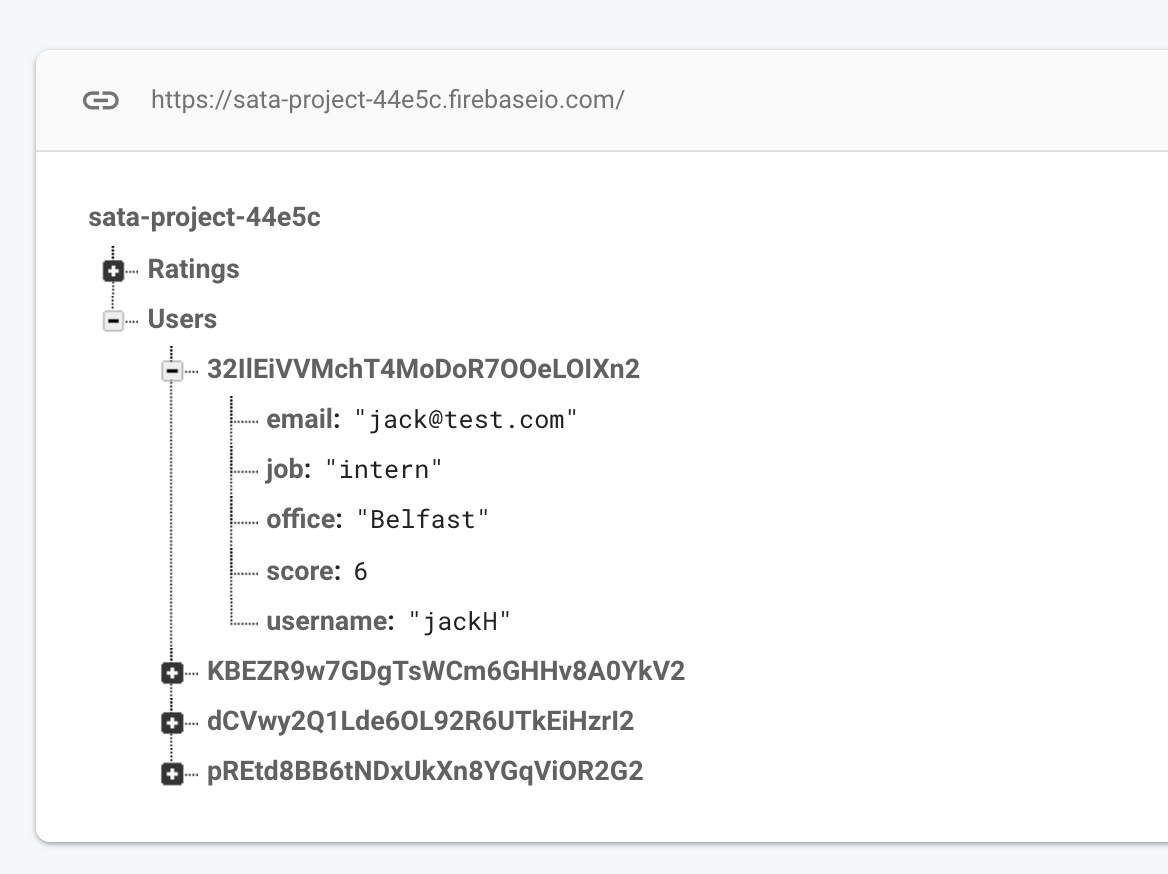 https://sata-project-44e5c.firebaseio.com/
sata-project-44e5c
Ratings
Users
32IlEiVVMchT4MoDoR7OOeLOIXn2
email: "jack@test.com"
job: "intern"
office: "Belfast"
score: 6
username: "jackH"
KBEZR9w7GDgTsWCm6GHHv8A0YkV2
dCVwy2Q1Lde6OL92R6UTkEiHzrI2
pREtd8BB6tNDxUkXn8YGqViOR2G2